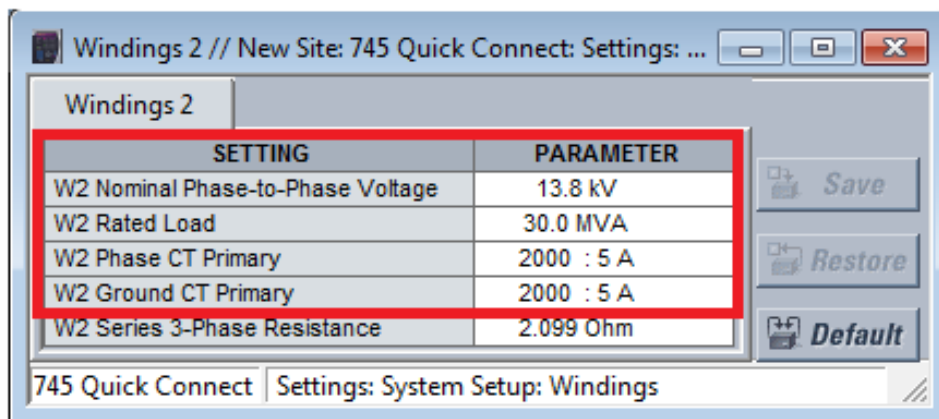 Windings 2 // New Site: 745 Quick Connect: Settings: ...
Windings 2
SETTING PARAMETER
W2 Nominal Phase-to-Phase Voltage 13.8 kV
W2 Rated Load 30.0 MVA
W2 Phase CT Primary 2000 : 5 A
W2 Ground CT Primary 2000 : 5 A
W2 Series 3-Phase Resistance 2.099 Ohm
Save
Restore
Default
745 Quick Connect Settings: System Setup: Windings